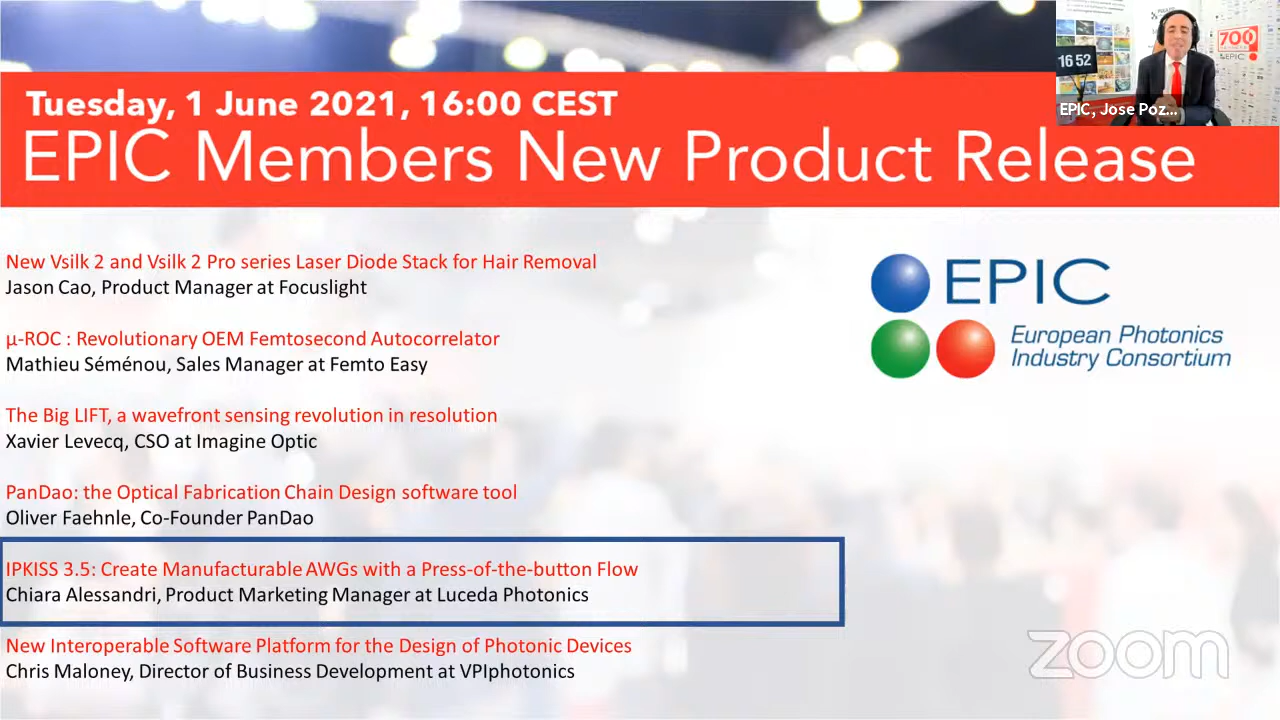 Tuesday, 1 June 2021, 16:00 CEST
EPIC Members New Product Release
16 52
700
EPIC
EPIC, Jose Poz...
New Vsilk 2 and Vsilk 2 Pro series Laser Diode Stack for Hair Removal
Jason Cao, Product Manager at Focuslight
µ-ROC : Revolutionary OEM Femtosecond Autocorrelator
Mathieu Séménou, Sales Manager at Femto Easy
The Big LIFT, a wavefront sensing revolution in resolution
Xavier Levecq, CSO at Imagine Optic
PanDao: the Optical Fabrication Chain Design software tool
Oliver Faehnle, Co-Founder PanDao
IPKISS 3.5: Create Manufacturable AWGs with a Press-of-the-button Flow
Chiara Alessandri, Product Marketing Manager at Luceda Photonics
New Interoperable Software Platform for the Design of Photonic Devices
Chris Maloney, Director of Business Development at VPIphotonics
EPIC
European Photonics
Industry Consortium
zoom